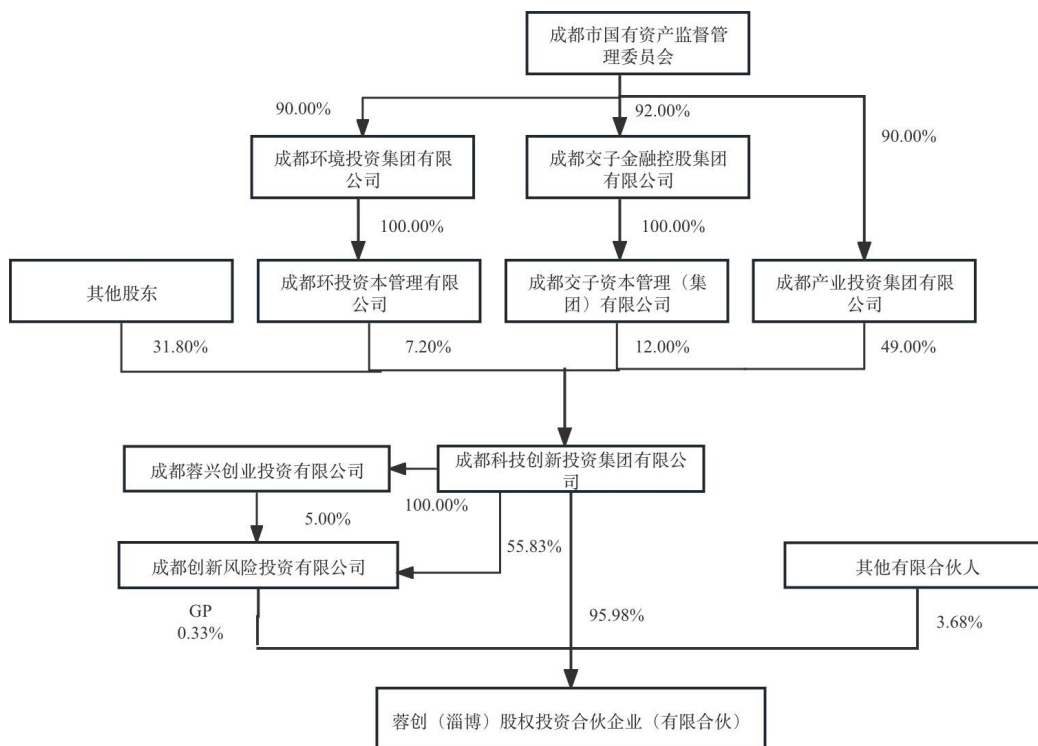 成都市国有资产监督管
理委员会
90.00%
92.00%
90.00%
成都环境投资集团有限
公司
成都交子金融控股集团
有限公司
100.00%
100.00%
其他股东
成都环投资本管理有限
公司
成都交子资本管理（集
团）有限公司
成都产业投资集团有限
公司
31.80%
7.20%
12.00%
49.00%
成都蓉兴创业投资有限公司
成都科技创新投资集团有限公
司
100.00%
5.00%
55.83%
成都创新风险投资有限公司
其他有限合伙人
GP
0.33%
95.98%
3.68%
蓉创（淄博）股权投资合伙企业（有限合伙）